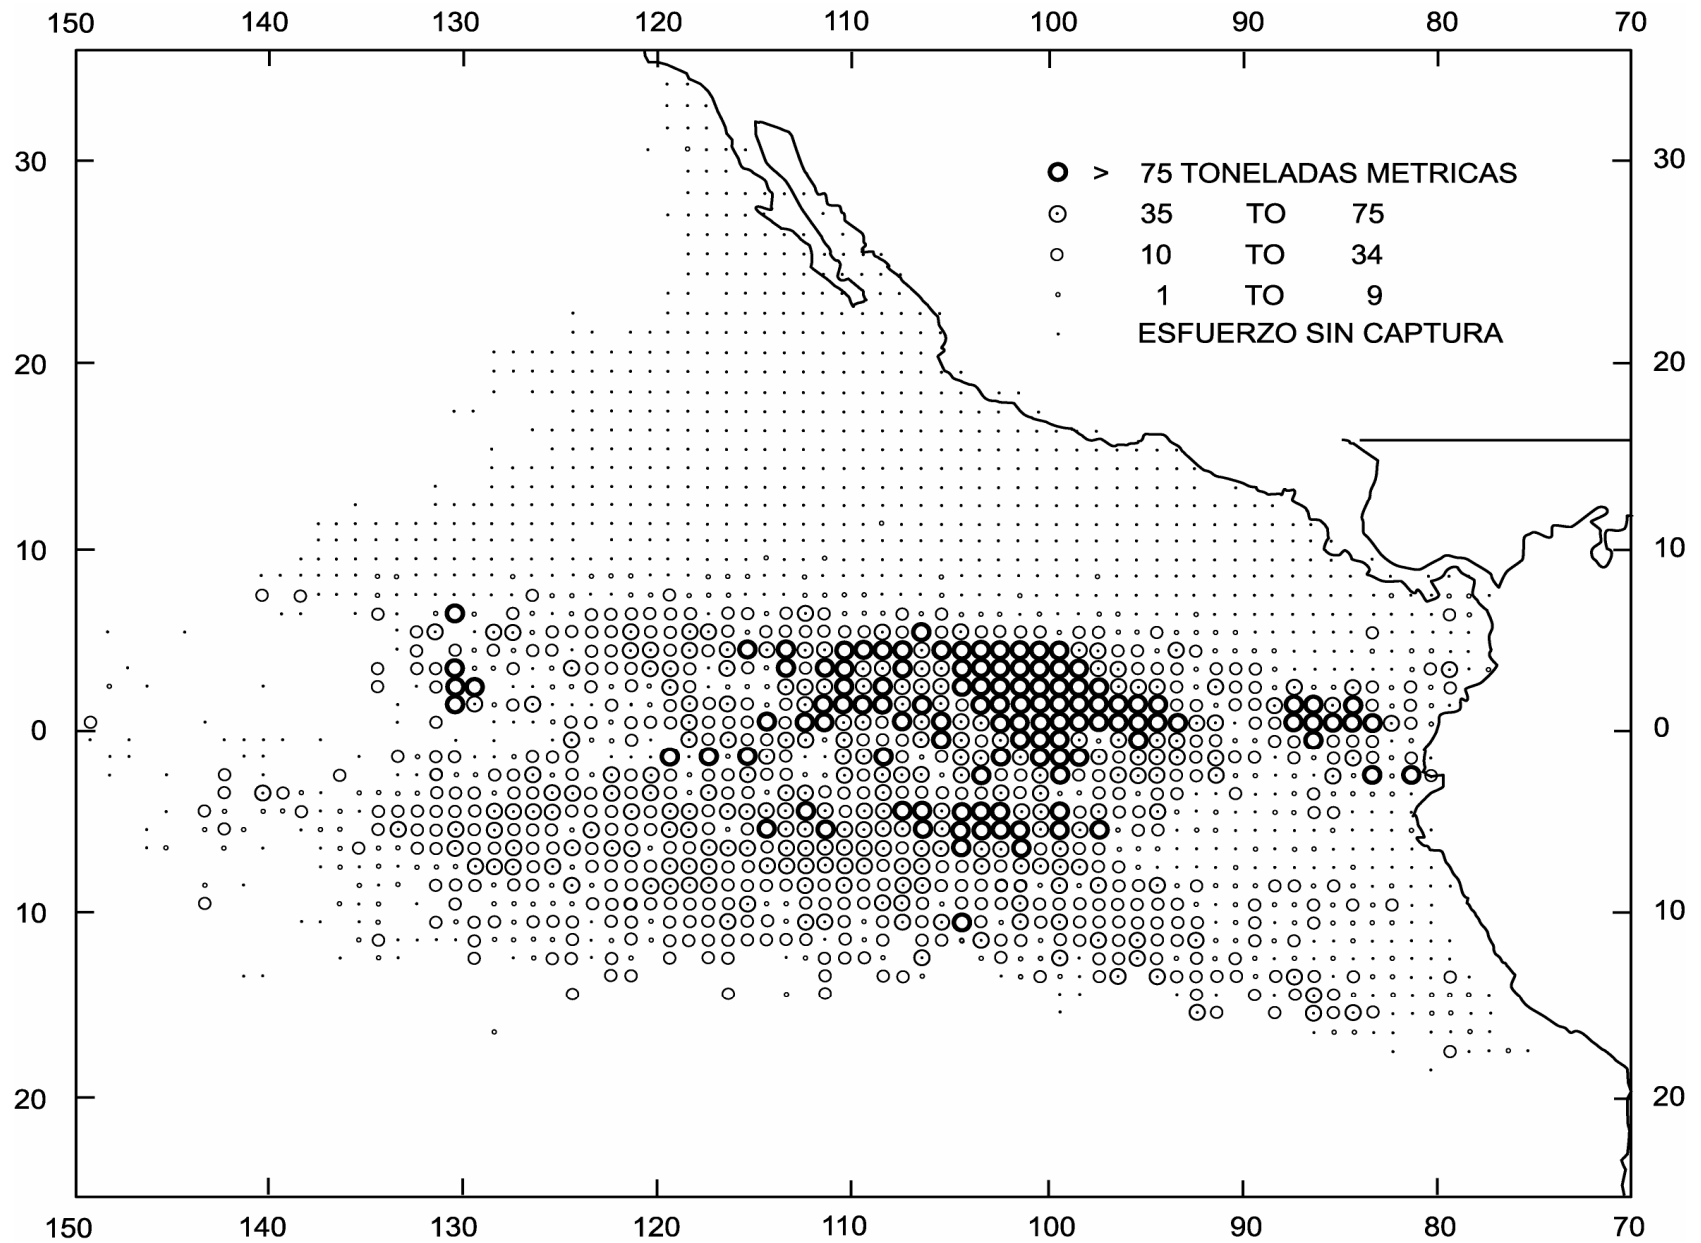 150 140 130 120 110 100 90 80 70
30 30
> 75 TONELADAS METRICAS
35 TO 75
10 TO 34
1 TO 9
ESFUERZO SIN CAPTURA
20 20
10 10
0 0
10 10
20 20
150 140 130 120 110 100 90 80 70